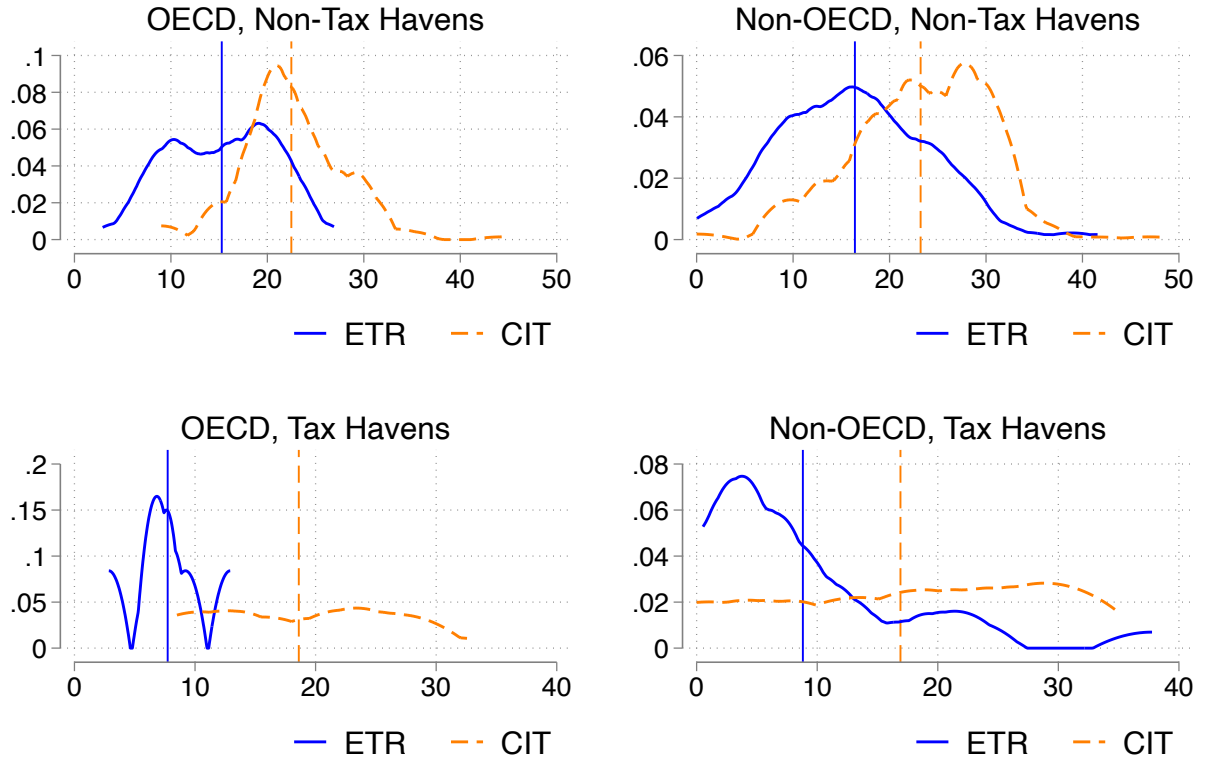 OECD, Non-Tax Havens
.1
.08
.06
.04
.02
0
0 10 20 30 40 50
ETR CIT
Non-OECD, Non-Tax Havens
.06
.04
.02
0
0 10 20 30 40 50
ETR CIT
OECD, Tax Havens
.2
.15
.1
.05
0
0 10 20 30 40
ETR CIT
Non-OECD, Tax Havens
.08
.06
.04
.02
0
0 10 20 30 40
ETR CIT